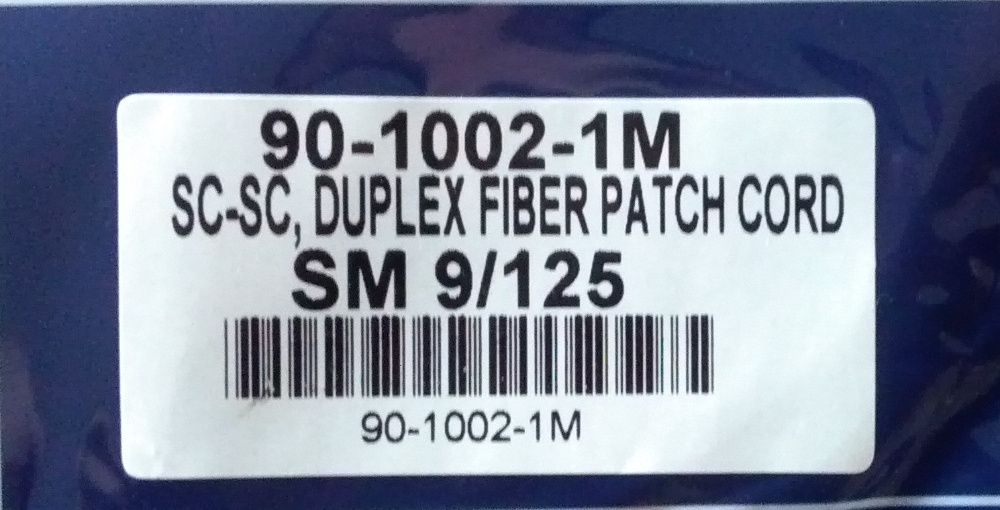 90-1002-1M
SC-SC, DUPLEX FIBER PATCH CORD
SM 9/125
90-1002-1M